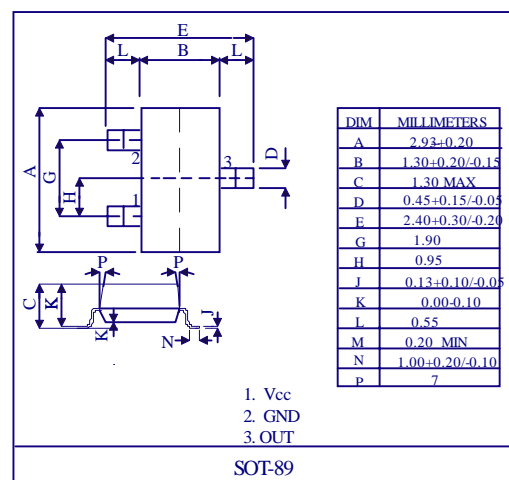 E
L B L
A
G
H
2
1
3
D
P P
C
K
K
N
J
DIM MILLIMETERS
A 2.93+0.20
B 1.30+0.20/-0.15
C 1.30 MAX
D 0.45+0.15/-0.05
E 2.40+0.30/-0.20
G 1.90
H 0.95
J 0.13+0.10/-0.05
K 0.00-0.10
L 0.55
M 0.20 MIN
N 1.00+0.20/-0.10
P 7
1. Vcc
2. GND
3. OUT
SOT-89